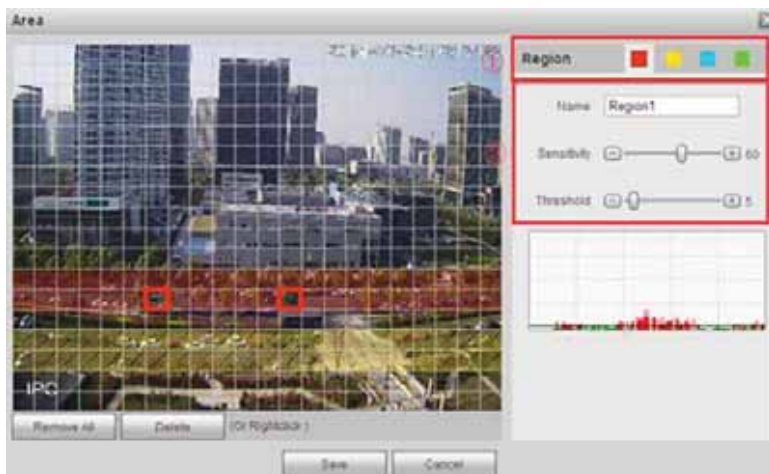 Area
Region
Name Region1
Sensitivity 60
Threshold 5
IPC
Remove All
Delete
(Or Rightclick)
Save
Cancel